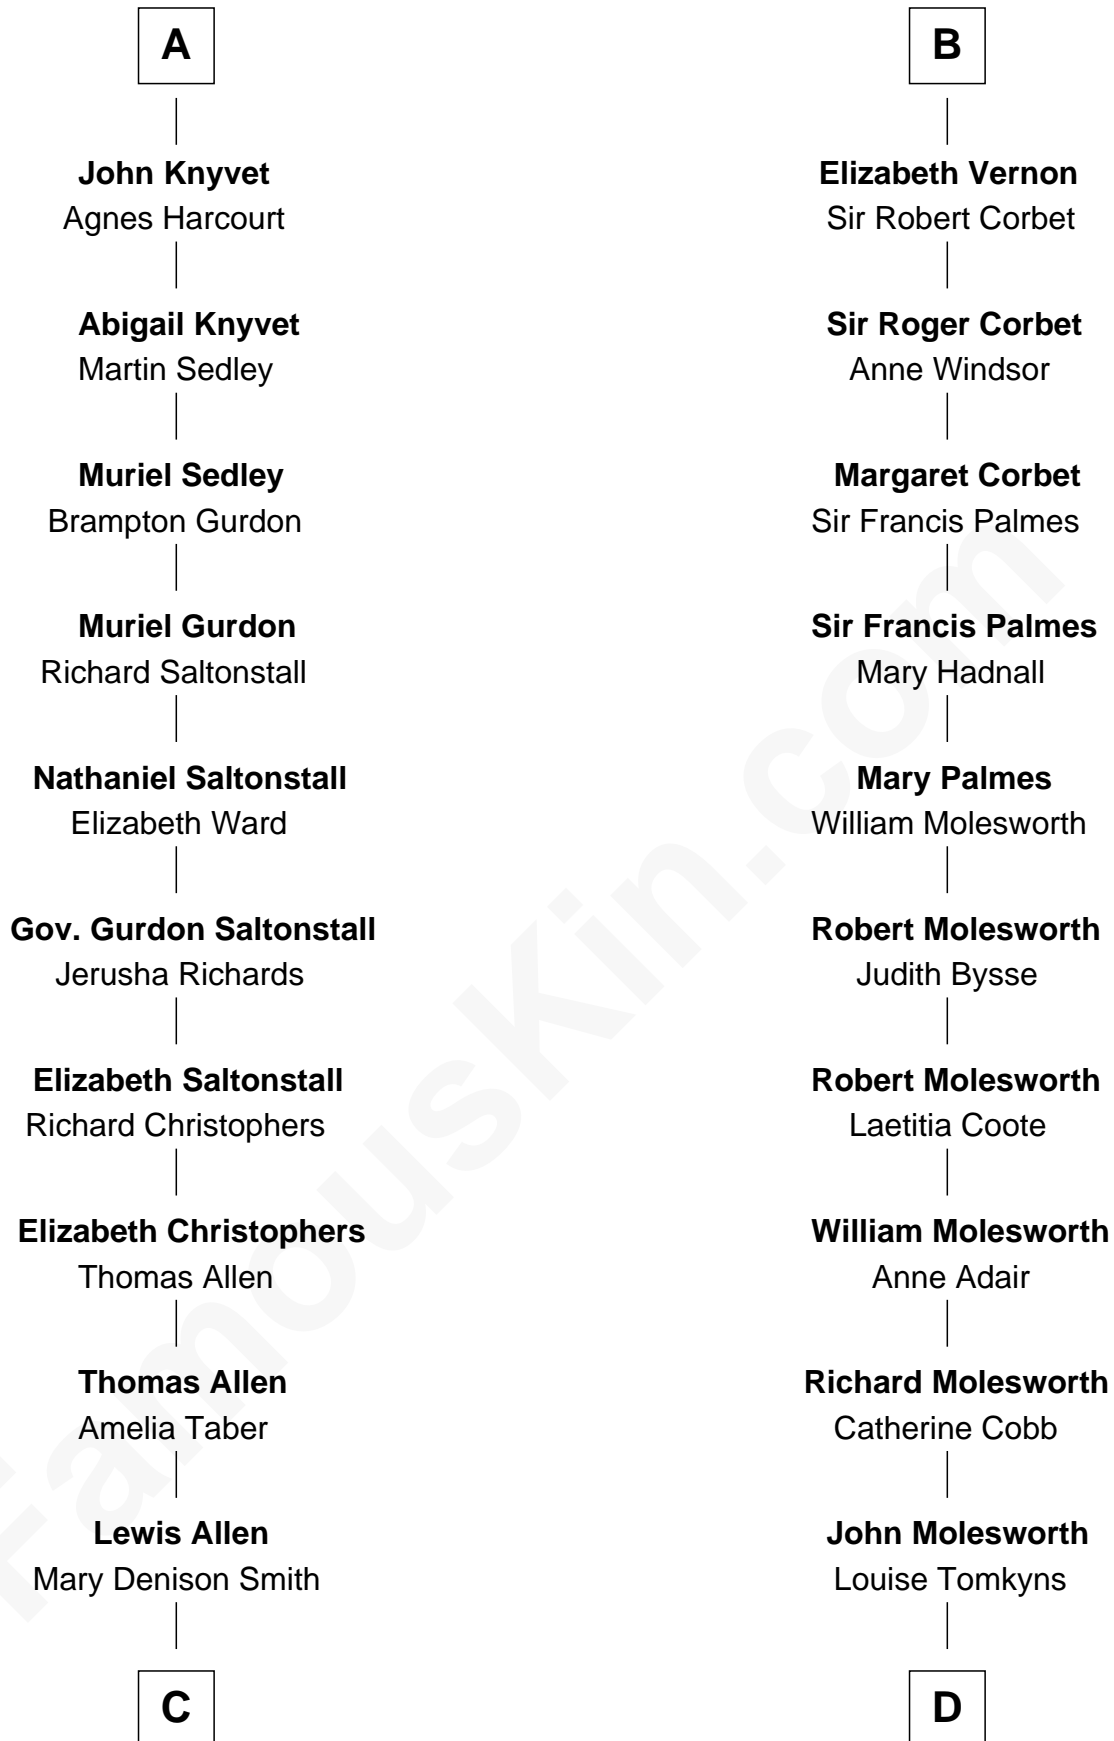 A
John Knyvet
Agnes Harcourt
Abigail Knyvet
Martin Sedley
Muriel Sedley
Brampton Gurdon
Muriel Gurdon
Richard Saltonstall
Nathaniel Saltonstall
Elizabeth Ward
Gov. Gurdon Saltonstall
Jerusha Richards
Elizabeth Saltonstall
Richard Christophers
Elizabeth Christophers
Thomas Allen
Thomas Allen
Amelia Taber
Lewis Allen
Mary Denison Smith
C
B
Elizabeth Vernon
Sir Robert Corbet
Sir Roger Corbet
Anne Windsor
Margaret Corbet
Sir Francis Palmes
Sir Francis Palmes
Mary Hadnall
Mary Palmes
William Molesworth
Robert Molesworth
Judith Bysse
Robert Molesworth
Laetitia Coote
William Molesworth
Anne Adair
Richard Molesworth
Catherine Cobb
John Molesworth
Louise Tomkyns
D
FamousKin.com